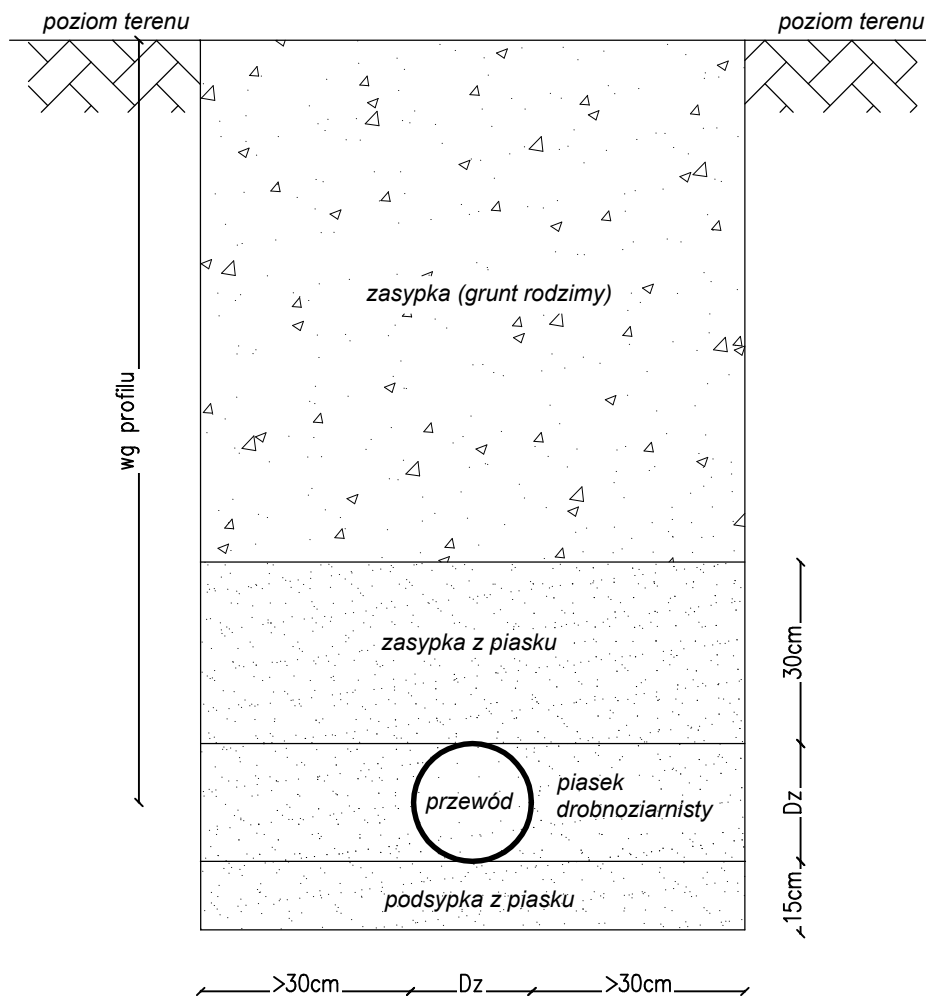 poziom terenu
poziom terenu
zasypka (grunt rodzimy)
wg profilu
zasypka z piasku
30cm
przewód
piasek
drobnoziarnisty
Dz
podsypka z piasku
15cm
>30cm
Dz
>30cm